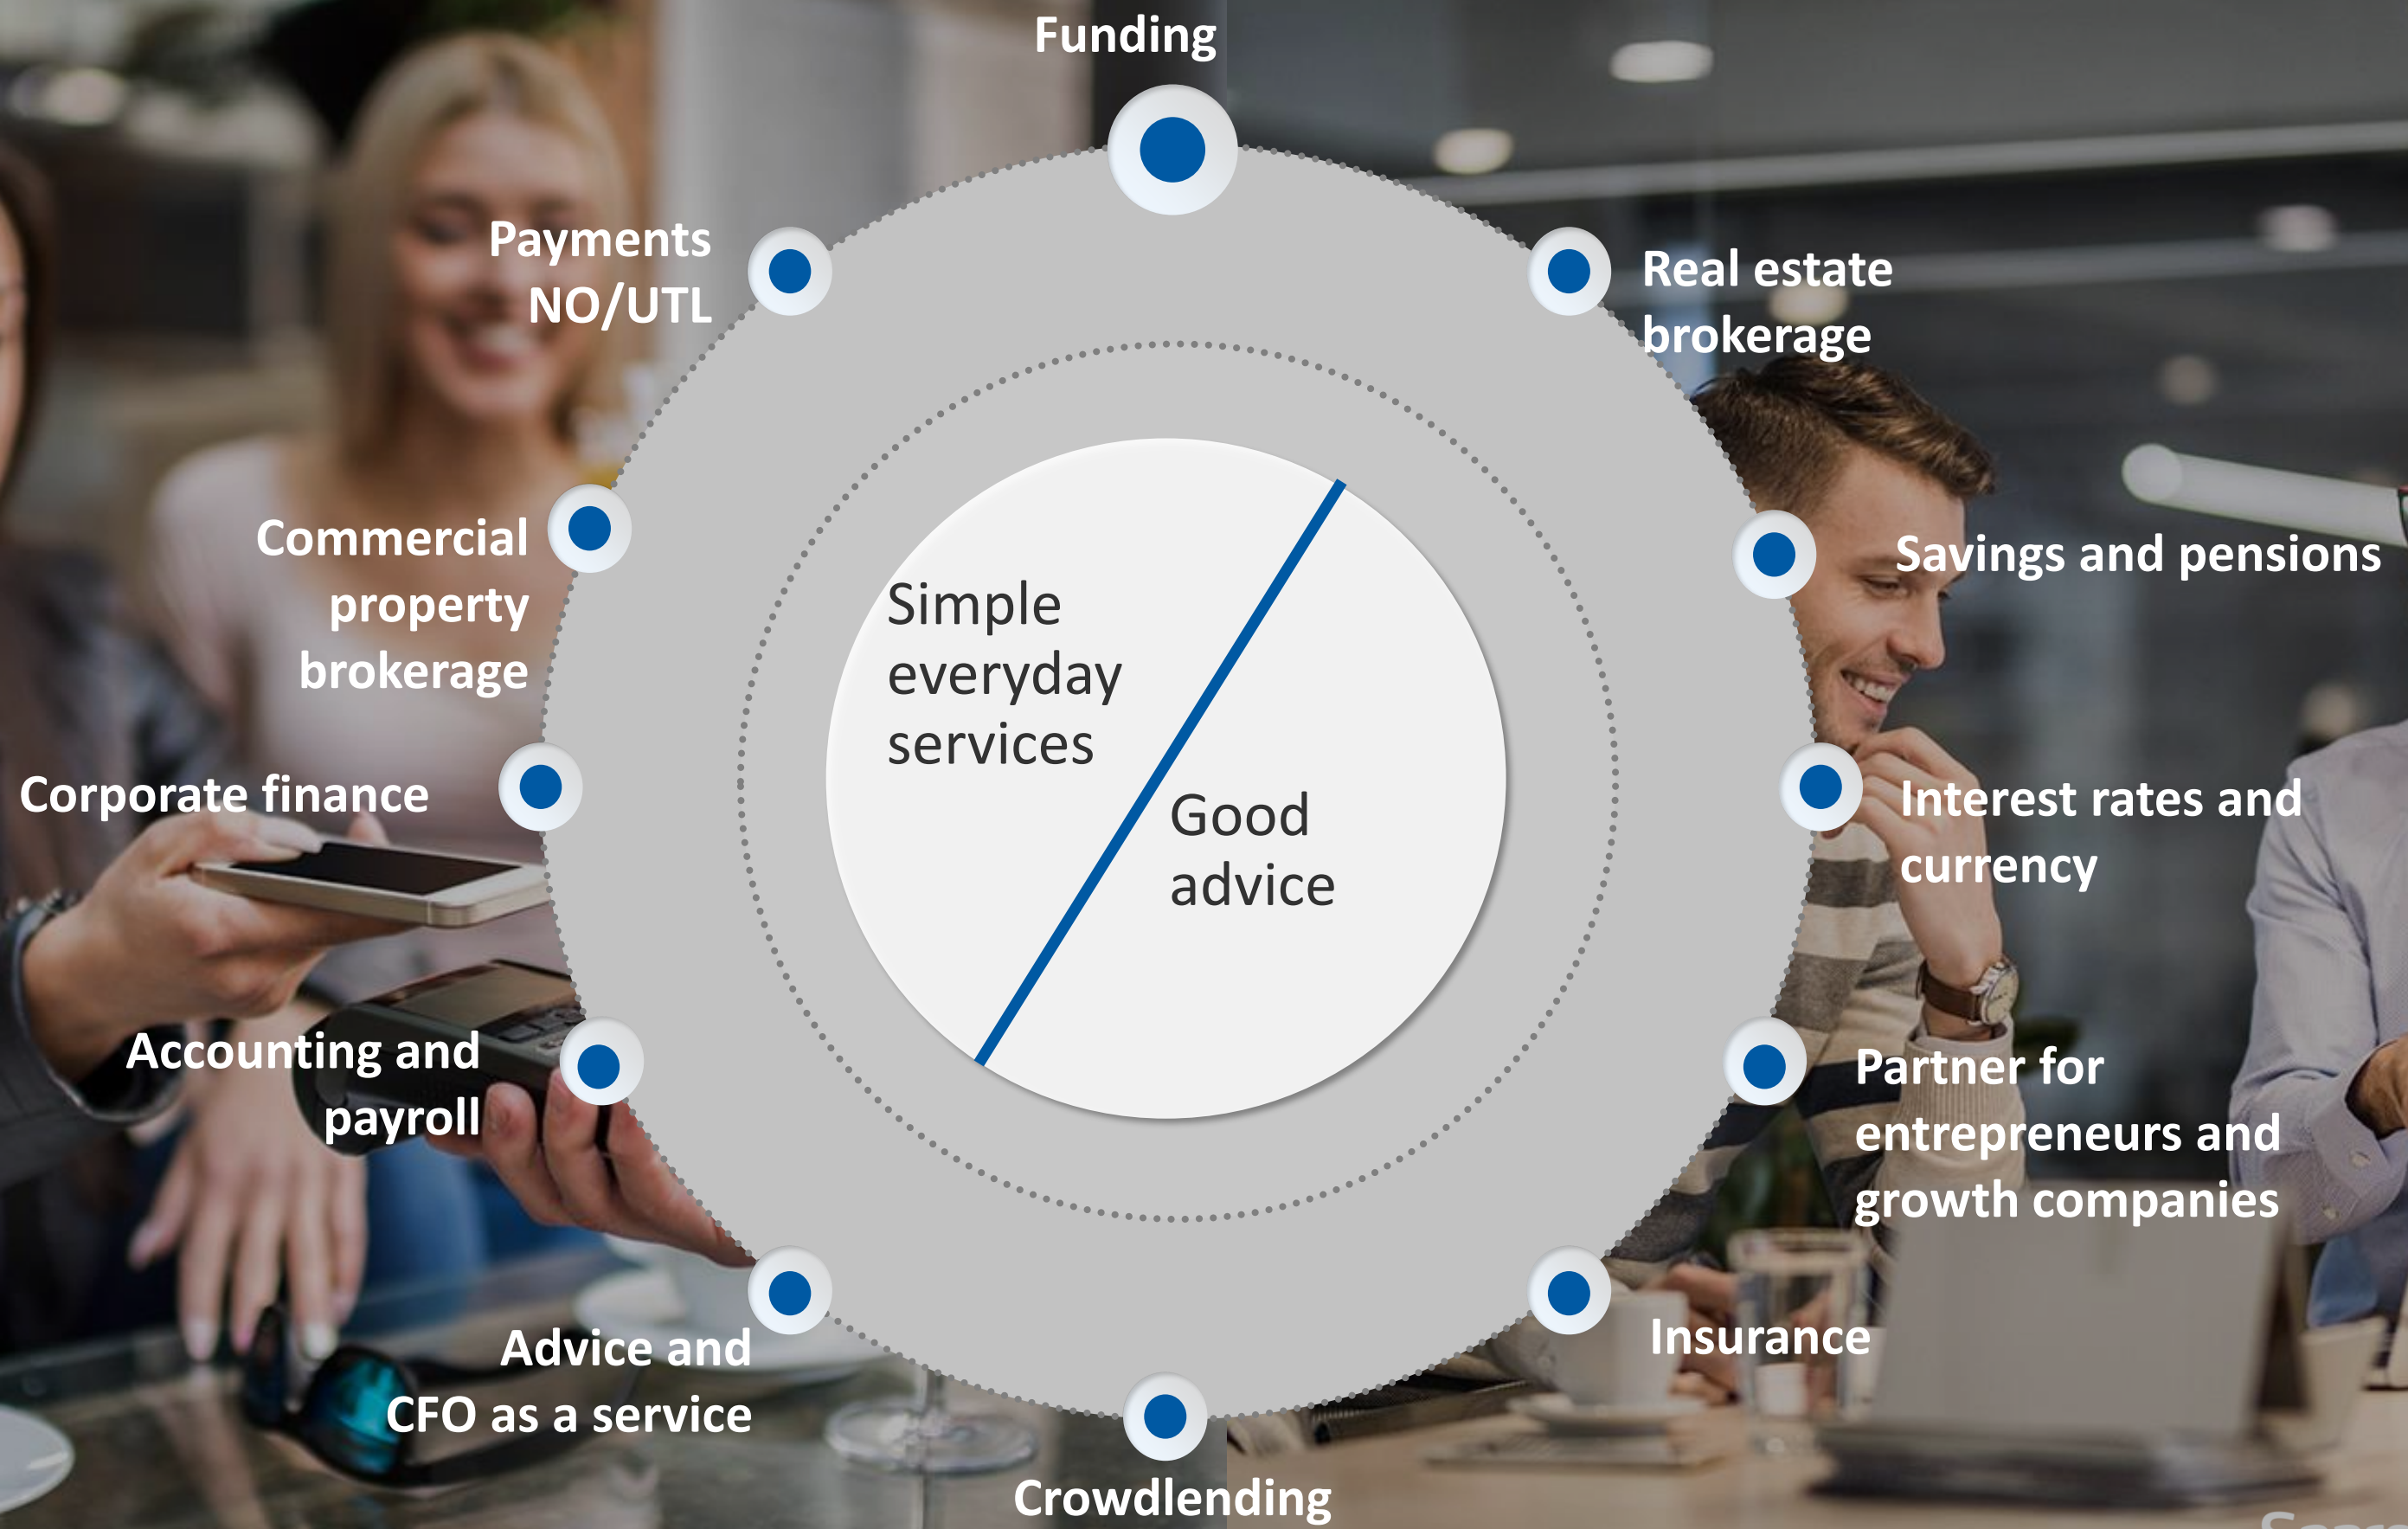 Funding
Payments
NO/UTL
Real estate
brokerage
Commercial
property
brokerage
Savings and pensions
Simple
everyday
services
Good
advice
Corporate finance
Interest rates and
currency
Accounting and
payroll
Partner for
entrepreneurs and
growth companies
Advice and
CFO as a service
Insurance
Crowdlending